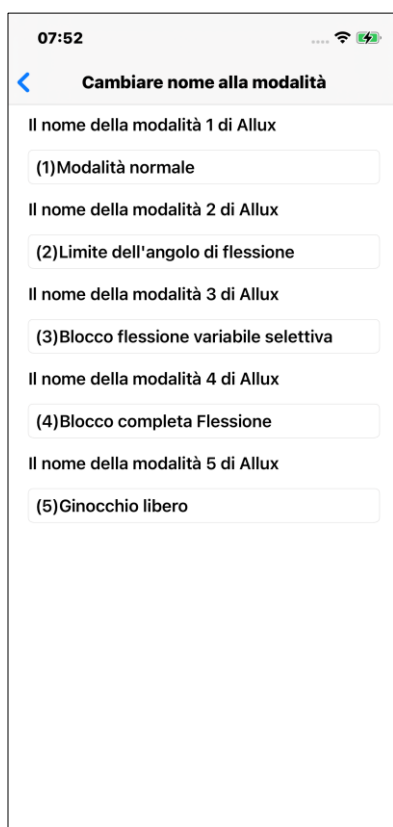 07:52
Cambiare nome alla modalità
Il nome della modalità 1 di Allux
(1)Modalità normale
Il nome della modalità 2 di Allux
(2)Limite dell'angolo di flessione
Il nome della modalità 3 di Allux
(3)Blocco flessione variabile selettiva
Il nome della modalità 4 di Allux
(4)Blocco completa Flessione
Il nome della modalità 5 di Allux
(5)Ginocchio libero